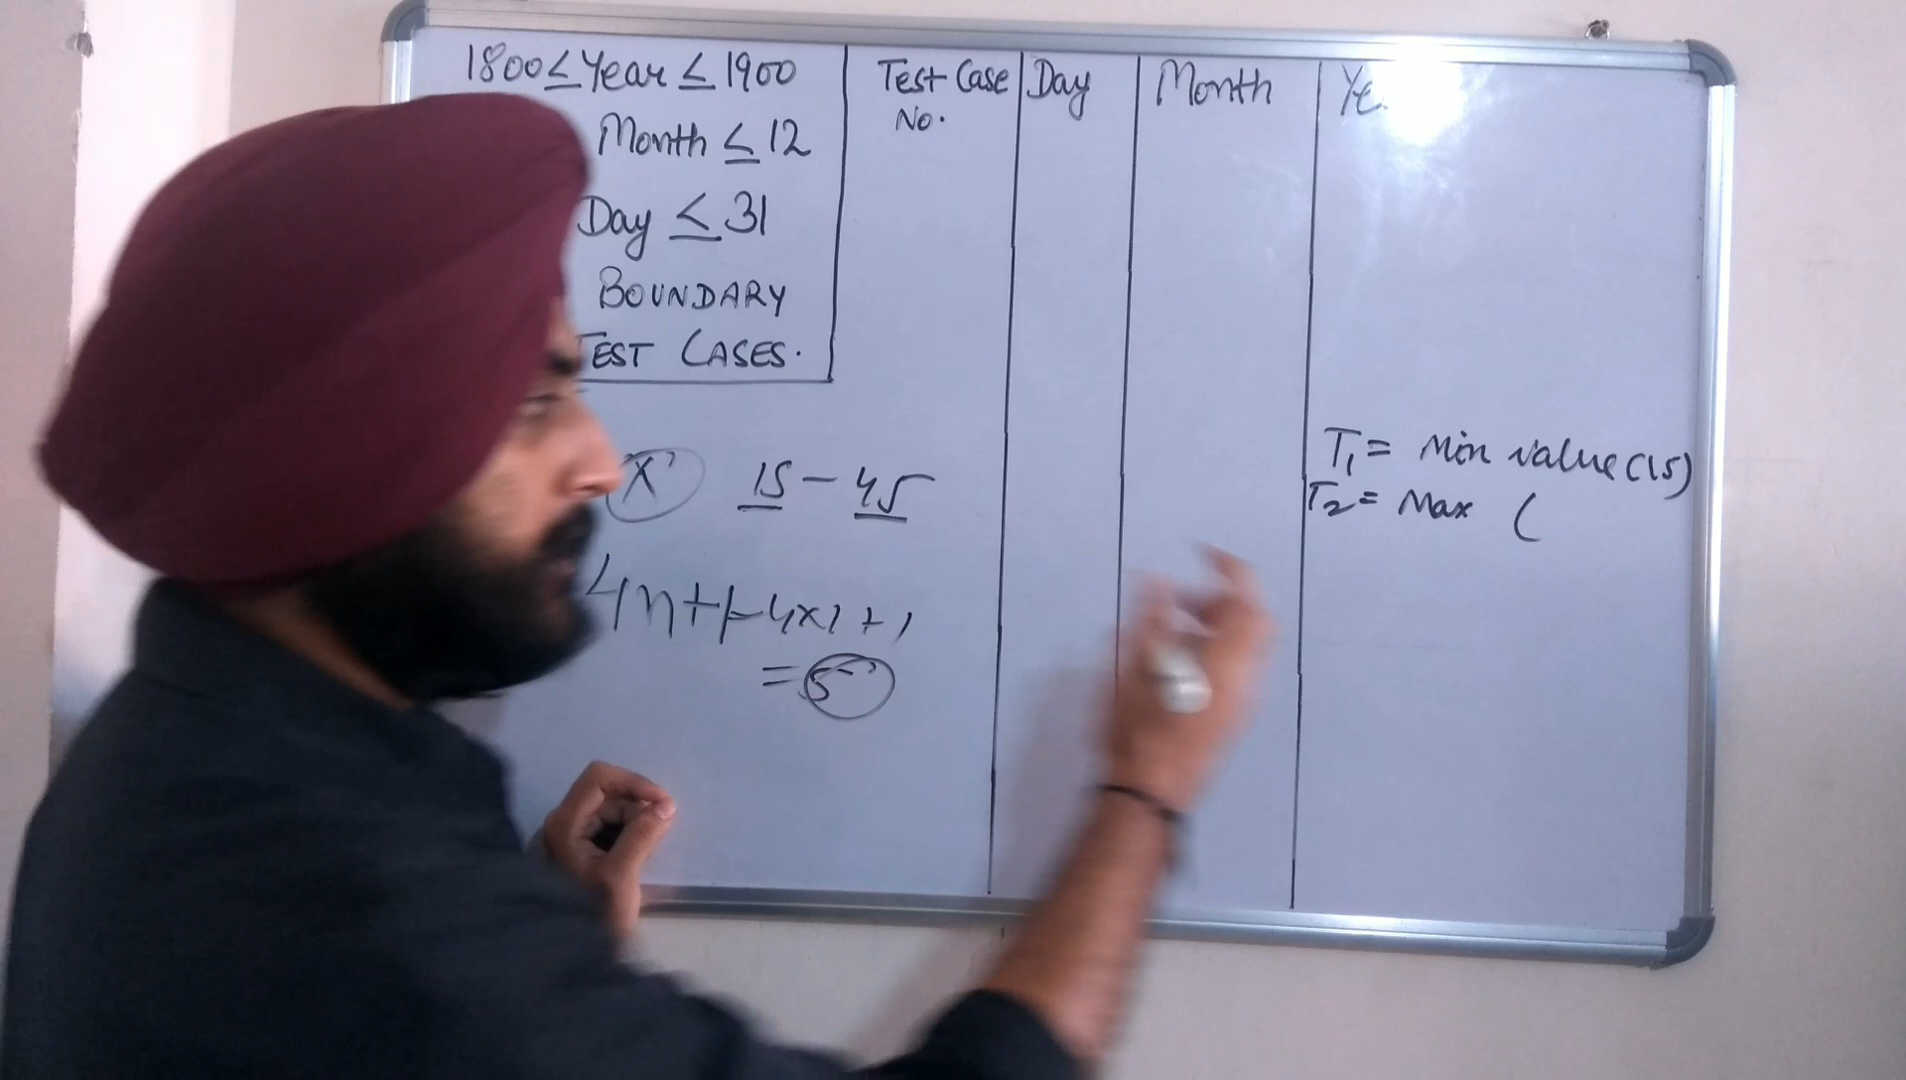 1800 ≤ Year ≤ 1900
Month ≤ 12
Day ≤ 31
BOUNDARY
TEST CASES.
Test Case No.
Day
Month
Ye
'X' 15 - 45
4n+1 = 4x1 + 1
= 5
T1 = Min value (15)
T2 = Max (